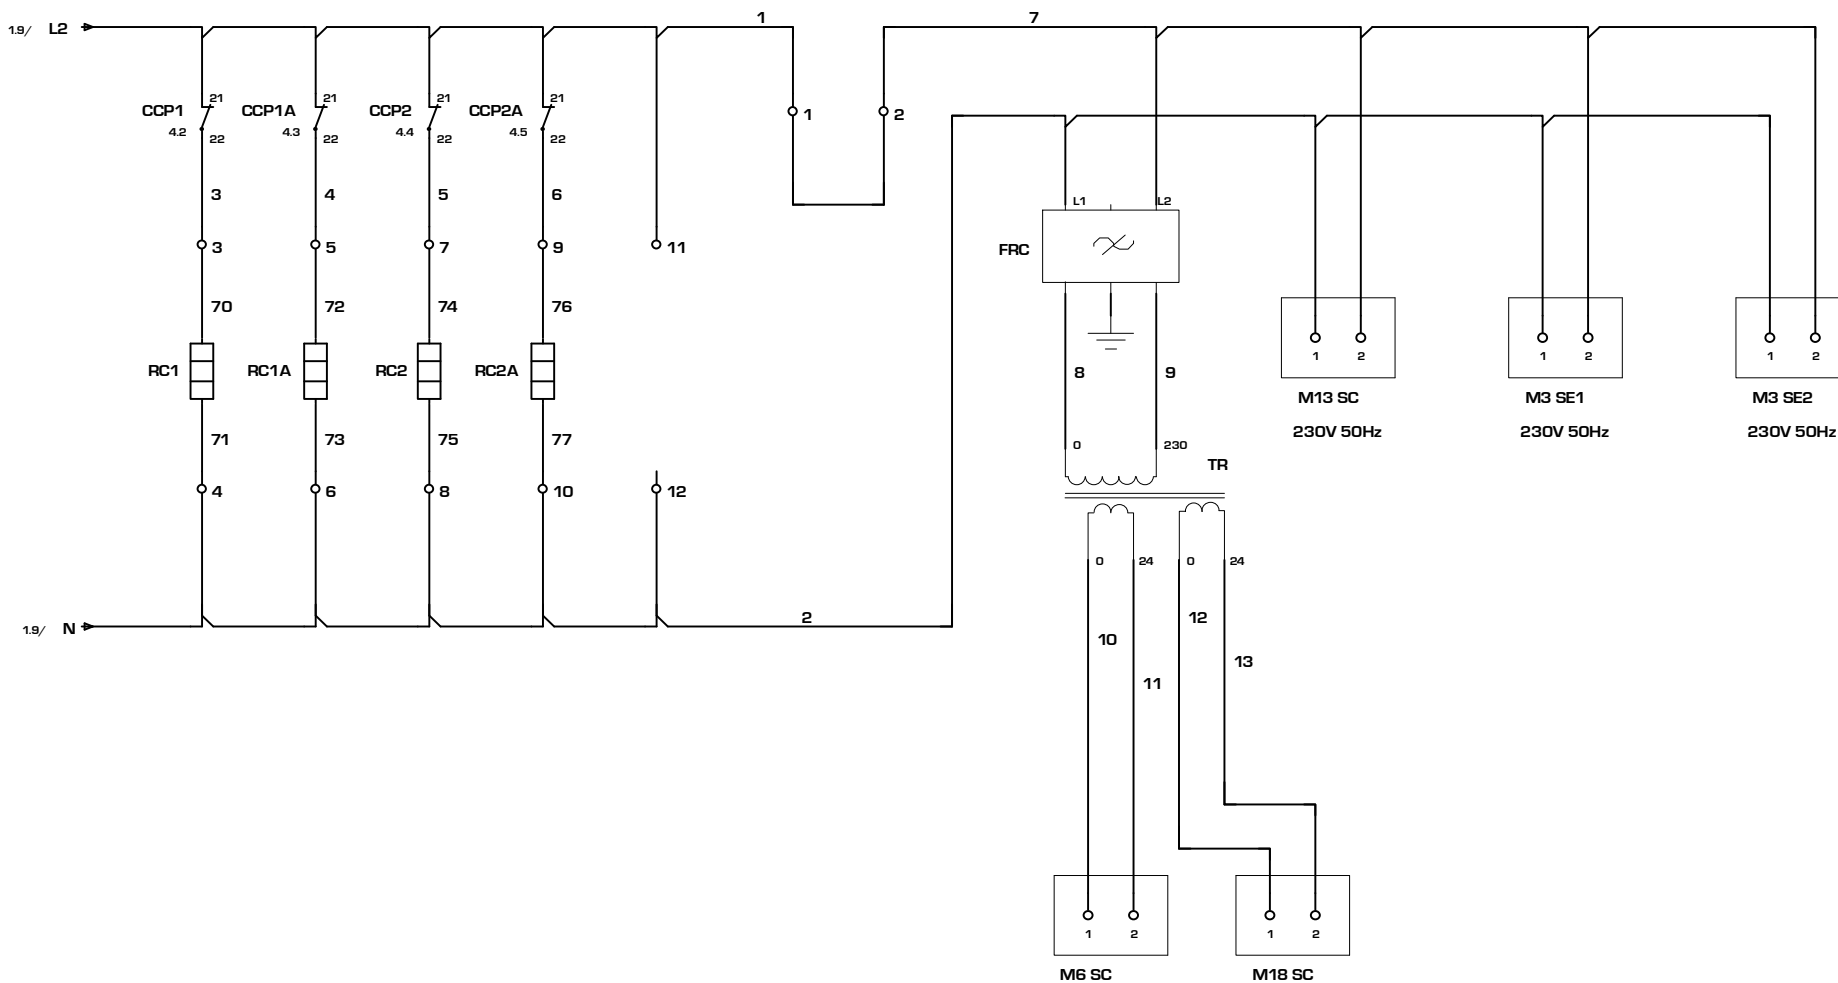 1 7
1.9/ L2
21 21 21 21
CCP1 CCP1A CCP2 CCP2A 1 2
4.2 22 4.3 22 4.4 22 4.5 22
3 4 5 6 L1 L2
3 5 7 9 11 FRC
70 72 74 76
1 2 1 2 1 2
RC1 RC1A RC2 RC2A 8 9
M13 SC M3 SE1 M3 SE2
230V 50Hz 230V 50Hz 230V 50Hz
71 73 75 77 0 230
TR
4 6 8 10 12
0 24 0 24
1.9/ N 2 12
10
13
11
1 2 1 2
M6 SC M18 SC